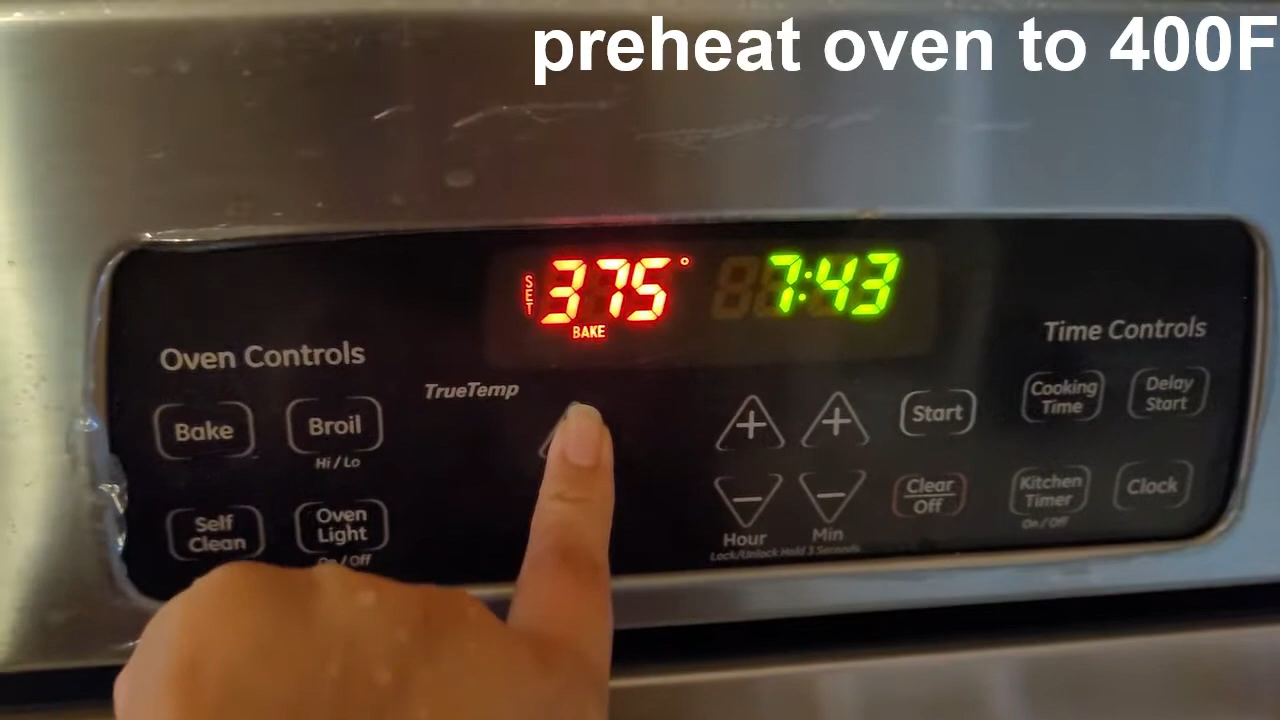 preheat oven to 400F
SET 375° 7:43
BAKE
Oven Controls
Time Controls
TrueTemp
Bake
Broil
Hi / Lo
+
+
Start
Cooking
Time
Delay
Start
Self
Clean
Oven
Light
On / Off
−
−
Hour
Min
Lock/Unlock Hold 3 Seconds
Clear
Off
Kitchen
Timer
On / Off
Clock